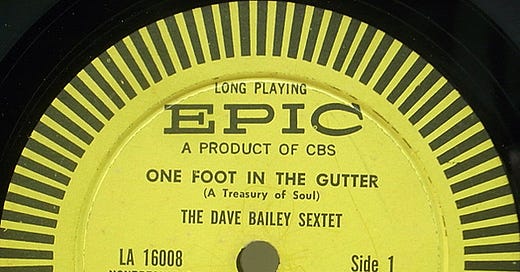 LONG PLAYING
EPIC
A PRODUCT OF CBS
ONE FOOT IN THE GUTTER
(A Treasury of Soul)
THE DAVE BAILEY SEXTET
LA 16008 Side 1